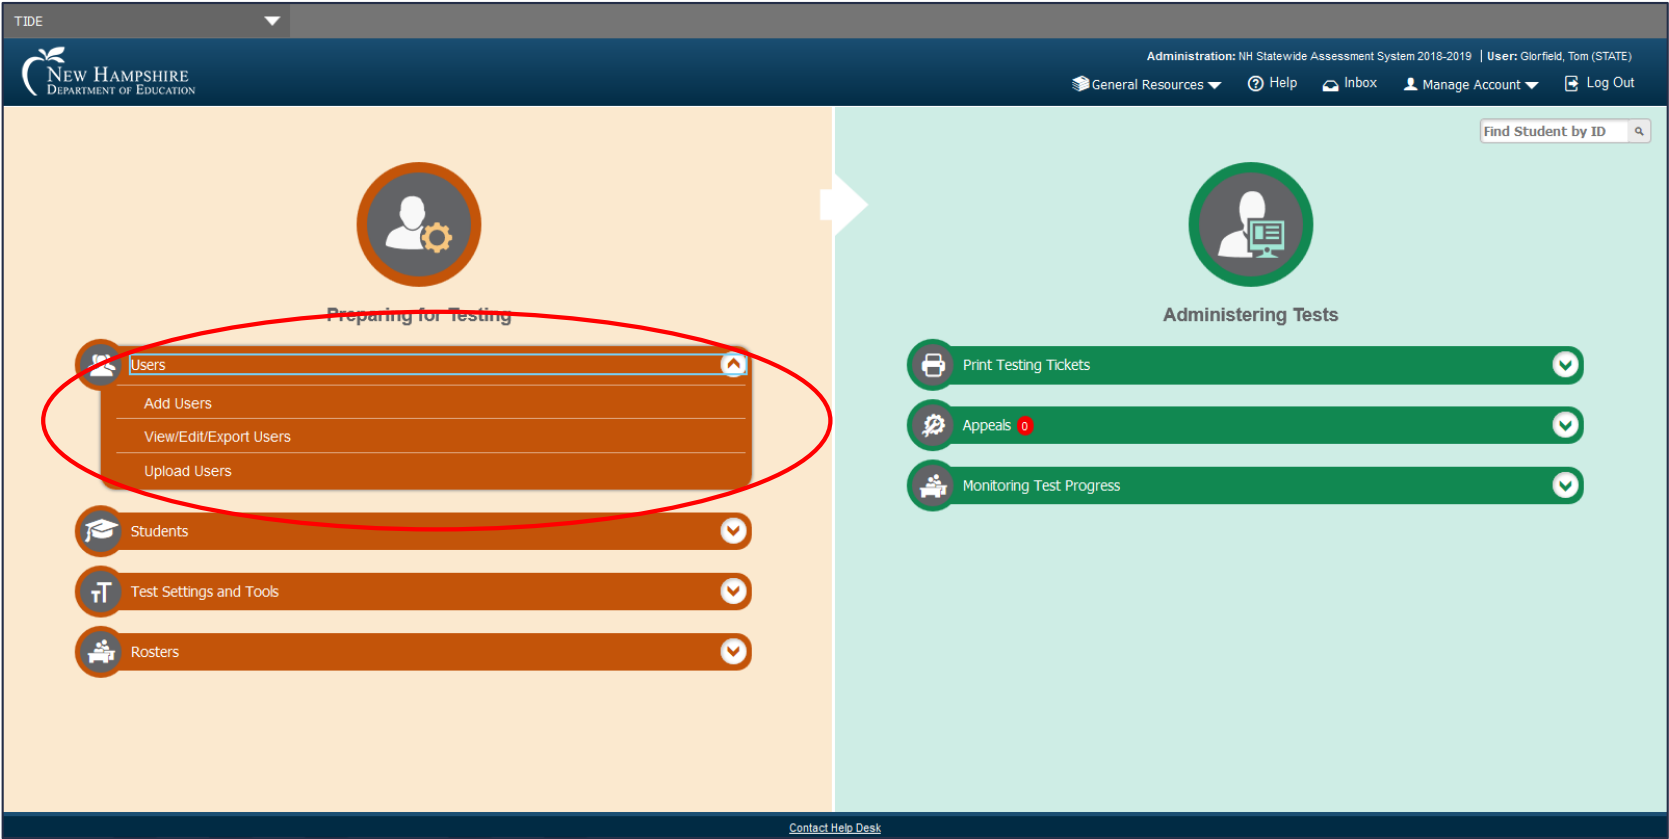 TIDE
NEW HAMPSHIRE
DEPARTMENT OF EDUCATION
Administration: NH Statewide Assessment System 2018-2019 | User: Glorfield, Tom (STATE)
General Resources Help Inbox Manage Account Log Out
Find Student by ID
Preparing for Testing
Users
Add Users
View/Edit/Export Users
Upload Users
Students
Test Settings and Tools
Rosters
Administering Tests
Print Testing Tickets
Appeals 0
Monitoring Test Progress
Contact Help Desk